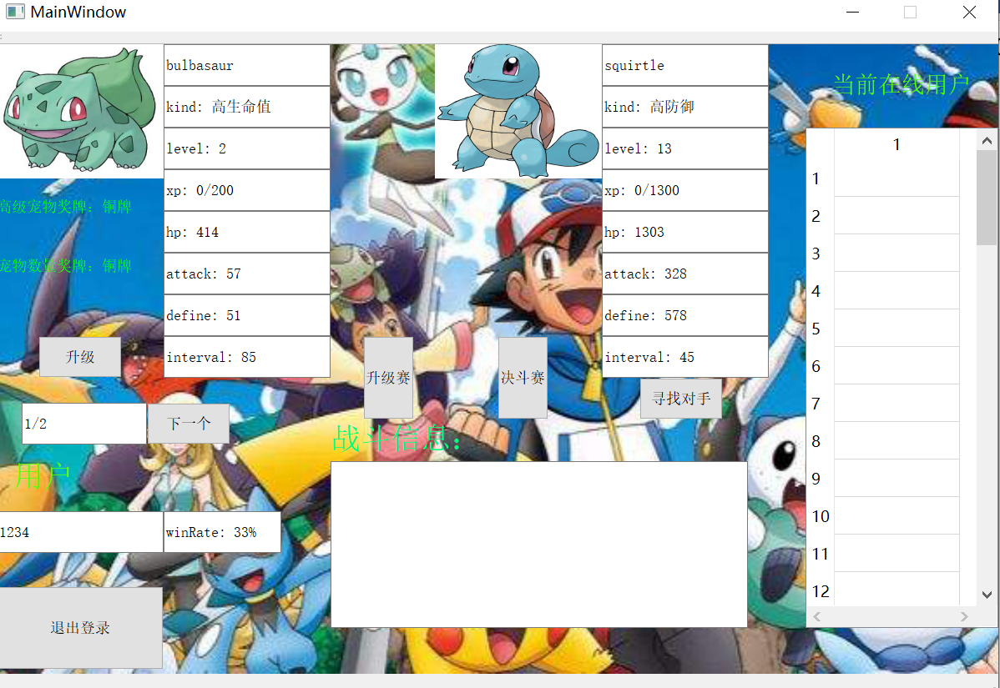 MainWindow
bulbasaur
kind: 高生命值
level: 2
xp: 0/200
hp: 414
attack: 57
define: 51
interval: 85
高级宠物奖牌：铜牌
宠物数量奖牌：铜牌
升级
1/2
下一个
用户
1234
winRate: 33%
退出登录
squirtle
kind: 高防御
level: 13
xp: 0/1300
hp: 1303
attack: 328
define: 578
interval: 45
升级赛
决斗赛
寻找对手
战斗信息：
当前在线用户
1
1
2
3
4
5
6
7
8
9
10
11
12